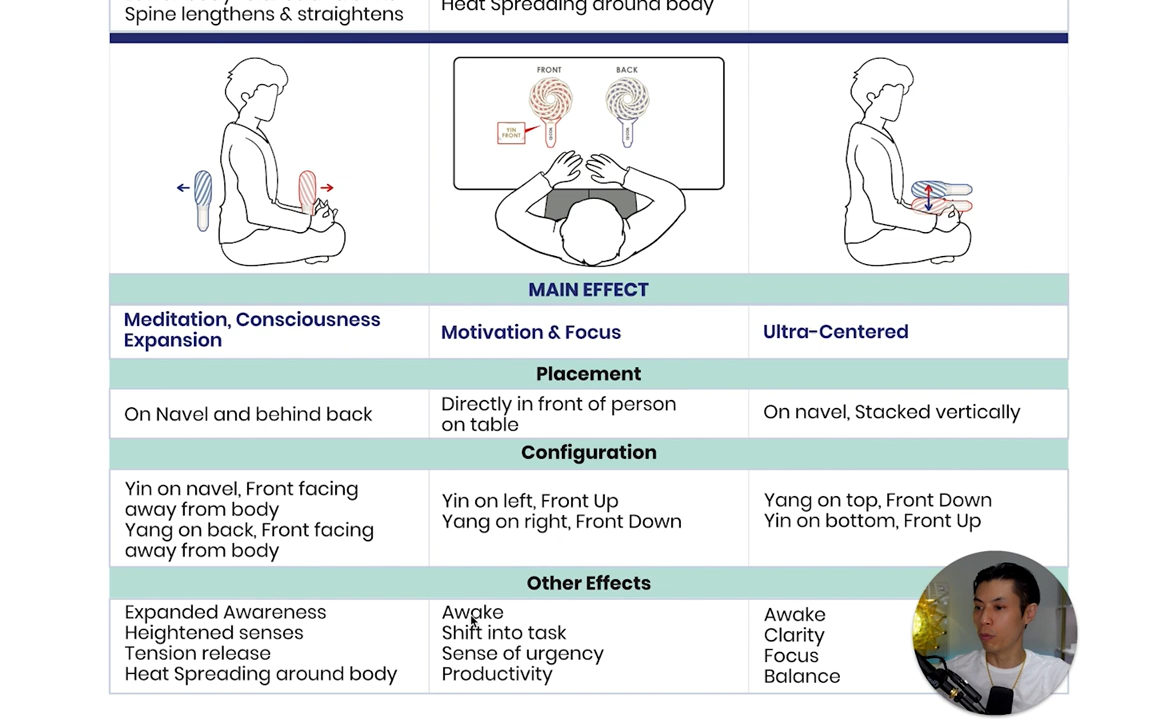 Spine lengthens & straightens
Heat Spreading around body
FRONT
BACK
YIN
FRONT
MAIN EFFECT
Meditation, Consciousness
Expansion
Motivation & Focus
Ultra-Centered
Placement
On Navel and behind back
Directly in front of person
on table
On navel, Stacked vertically
Configuration
Yin on navel, Front facing
away from body
Yang on back, Front facing
away from body
Yin on left, Front Up
Yang on right, Front Down
Yang on top, Front Down
Yin on bottom, Front Up
Other Effects
Expanded Awareness
Heightened senses
Tension release
Heat Spreading around body
Awake
Shift into task
Sense of urgency
Productivity
Awake
Clarity
Focus
Balance